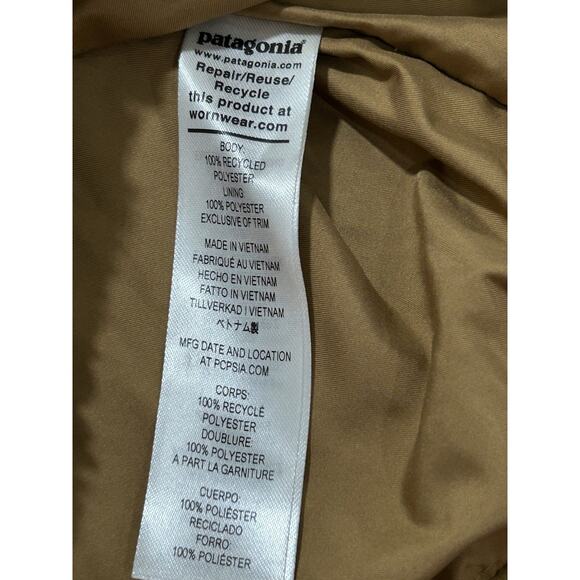 patagonia®
www.patagonia.com
Repair/Reuse/
Recycle
this product at
wornwear.com
BODY:
100% RECYCLED
POLYESTER
LINING
100% POLYESTER
EXCLUSIVE OF TRIM
MADE IN VIETNAM
FABRIQUÉ AU VIETNAM
HECHO EN VIETNAM
FATTO IN VIETNAM
TILLVERKAD I VIETNAM
ベトナム製
MFG DATE AND LOCATION
AT PCPSIA.COM
CORPS:
100% RECYCLÉ
POLYESTER
DOUBLURE:
100% POLYESTER
A PART LA GARNITURE
CUERPO:
100% POLIÉSTER
RECICLADO
FORRO:
100% POLIÉSTER